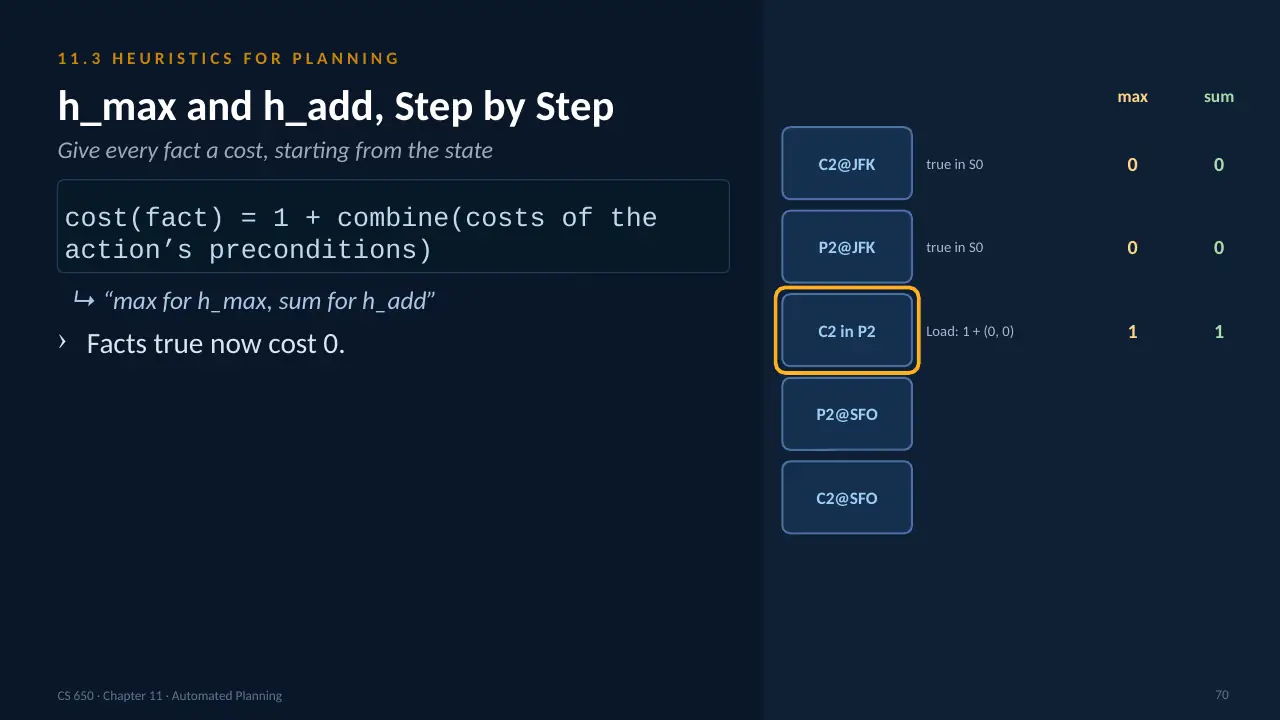 11.3 HEURISTICS FOR PLANNING
h_max and h_add, Step by Step
Give every fact a cost, starting from the state
cost(fact) = 1 + combine(costs of the
action’s preconditions)
↳ “max for h_max, sum for h_add”
› Facts true now cost 0.
max sum
C2@JFK true in S0 0 0
P2@JFK true in S0 0 0
C2 in P2 Load: 1 + (0, 0) 1 1
P2@SFO
C2@SFO
CS 650 · Chapter 11 · Automated Planning
70